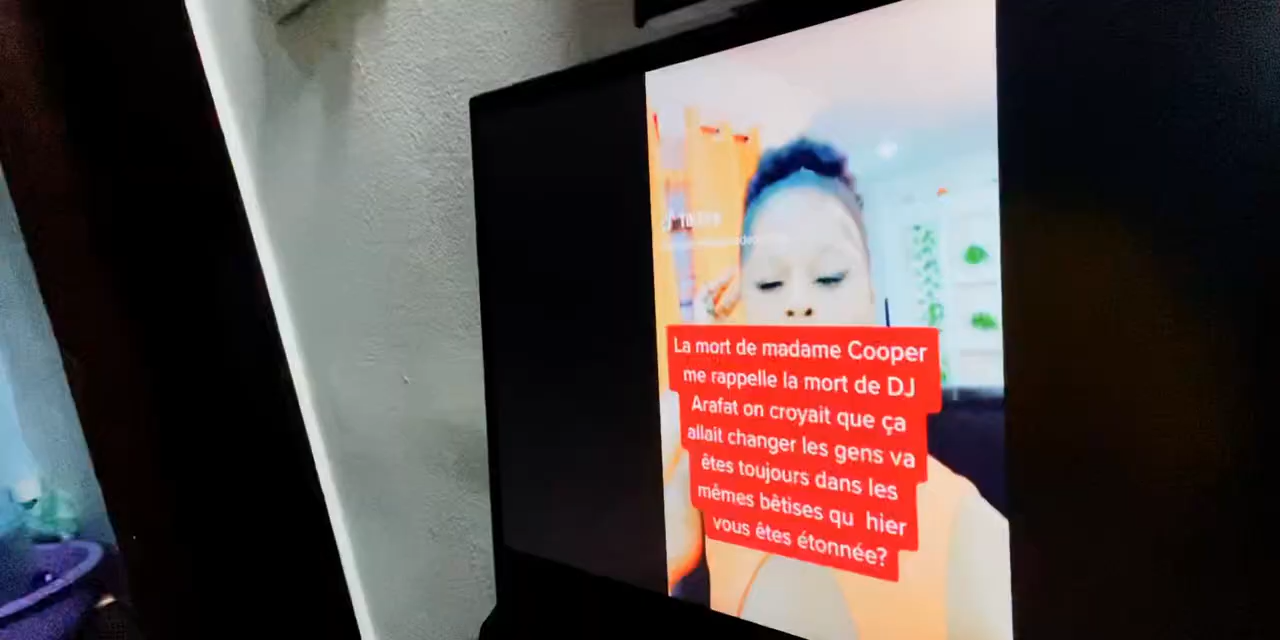 La mort de madame Cooper
me rappelle la mort de DJ
Arafat on croyait que ça
allait changer les gens va
êtes toujours dans les
mêmes bêtises qu hier
vous êtes étonnée?